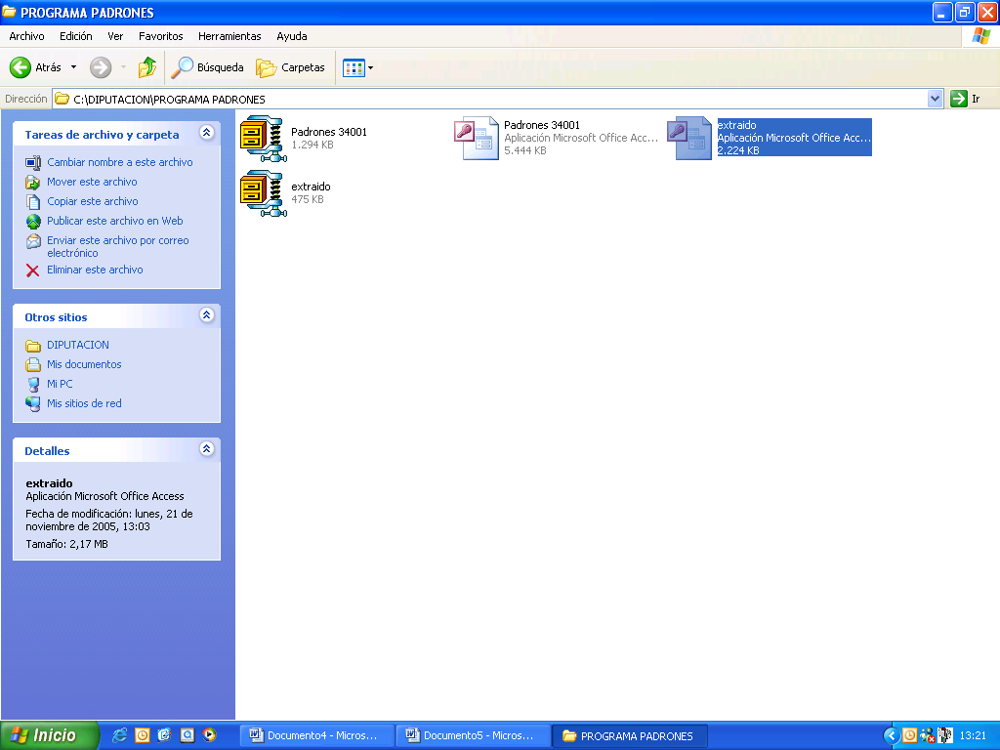 PROGRAMA PADRONES
Archivo Edición Ver Favoritos Herramientas Ayuda
Atrás Búsqueda Carpetas
Dirección C:\DIPUTACION\PROGRAMA PADRONES Ir
Tareas de archivo y carpeta
Cambiar nombre a este archivo
Mover este archivo
Copiar este archivo
Publicar este archivo en Web
Enviar este archivo por correo
electrónico
Eliminar este archivo
Otros sitios
DIPUTACION
Mis documentos
Mi PC
Mis sitios de red
Detalles
extraido
Aplicación Microsoft Office Access
Fecha de modificación: lunes, 21 de
noviembre de 2005, 13:03
Tamaño: 2,17 MB
Padrones 34001
1.294 KB
Padrones 34001
Aplicación Microsoft Office Acc...
5.444 KB
extraido
Aplicación Microsoft Office Acc...
2.224 KB
extraido
475 KB
Inicio
Documento4 - Micros...
Documento5 - Micros...
PROGRAMA PADRONES
13:21